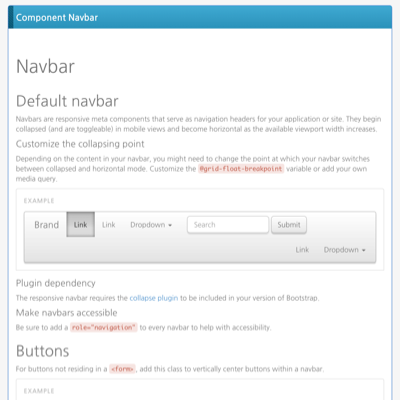 Component Navbar
Navbar
Default navbar
Navbars are responsive meta components that serve as navigation headers for your application or site. They begin
collapsed (and are toggleable) in mobile views and become horizontal as the available viewport width increases.
Customize the collapsing point
Depending on the content in your navbar, you might need to change the point at which your navbar switches
between collapsed and horizontal mode. Customize the @grid-float-breakpoint variable or add your own
media query.
EXAMPLE
Brand Link Link Dropdown Search Submit
Link Dropdown
Plugin dependency
The responsive navbar requires the collapse plugin to be included in your version of Bootstrap.
Make navbars accessible
Be sure to add a role="navigation" to every navbar to help with accessibility.
Buttons
For buttons not residing in a <form>, add this class to vertically center buttons within a navbar.
EXAMPLE